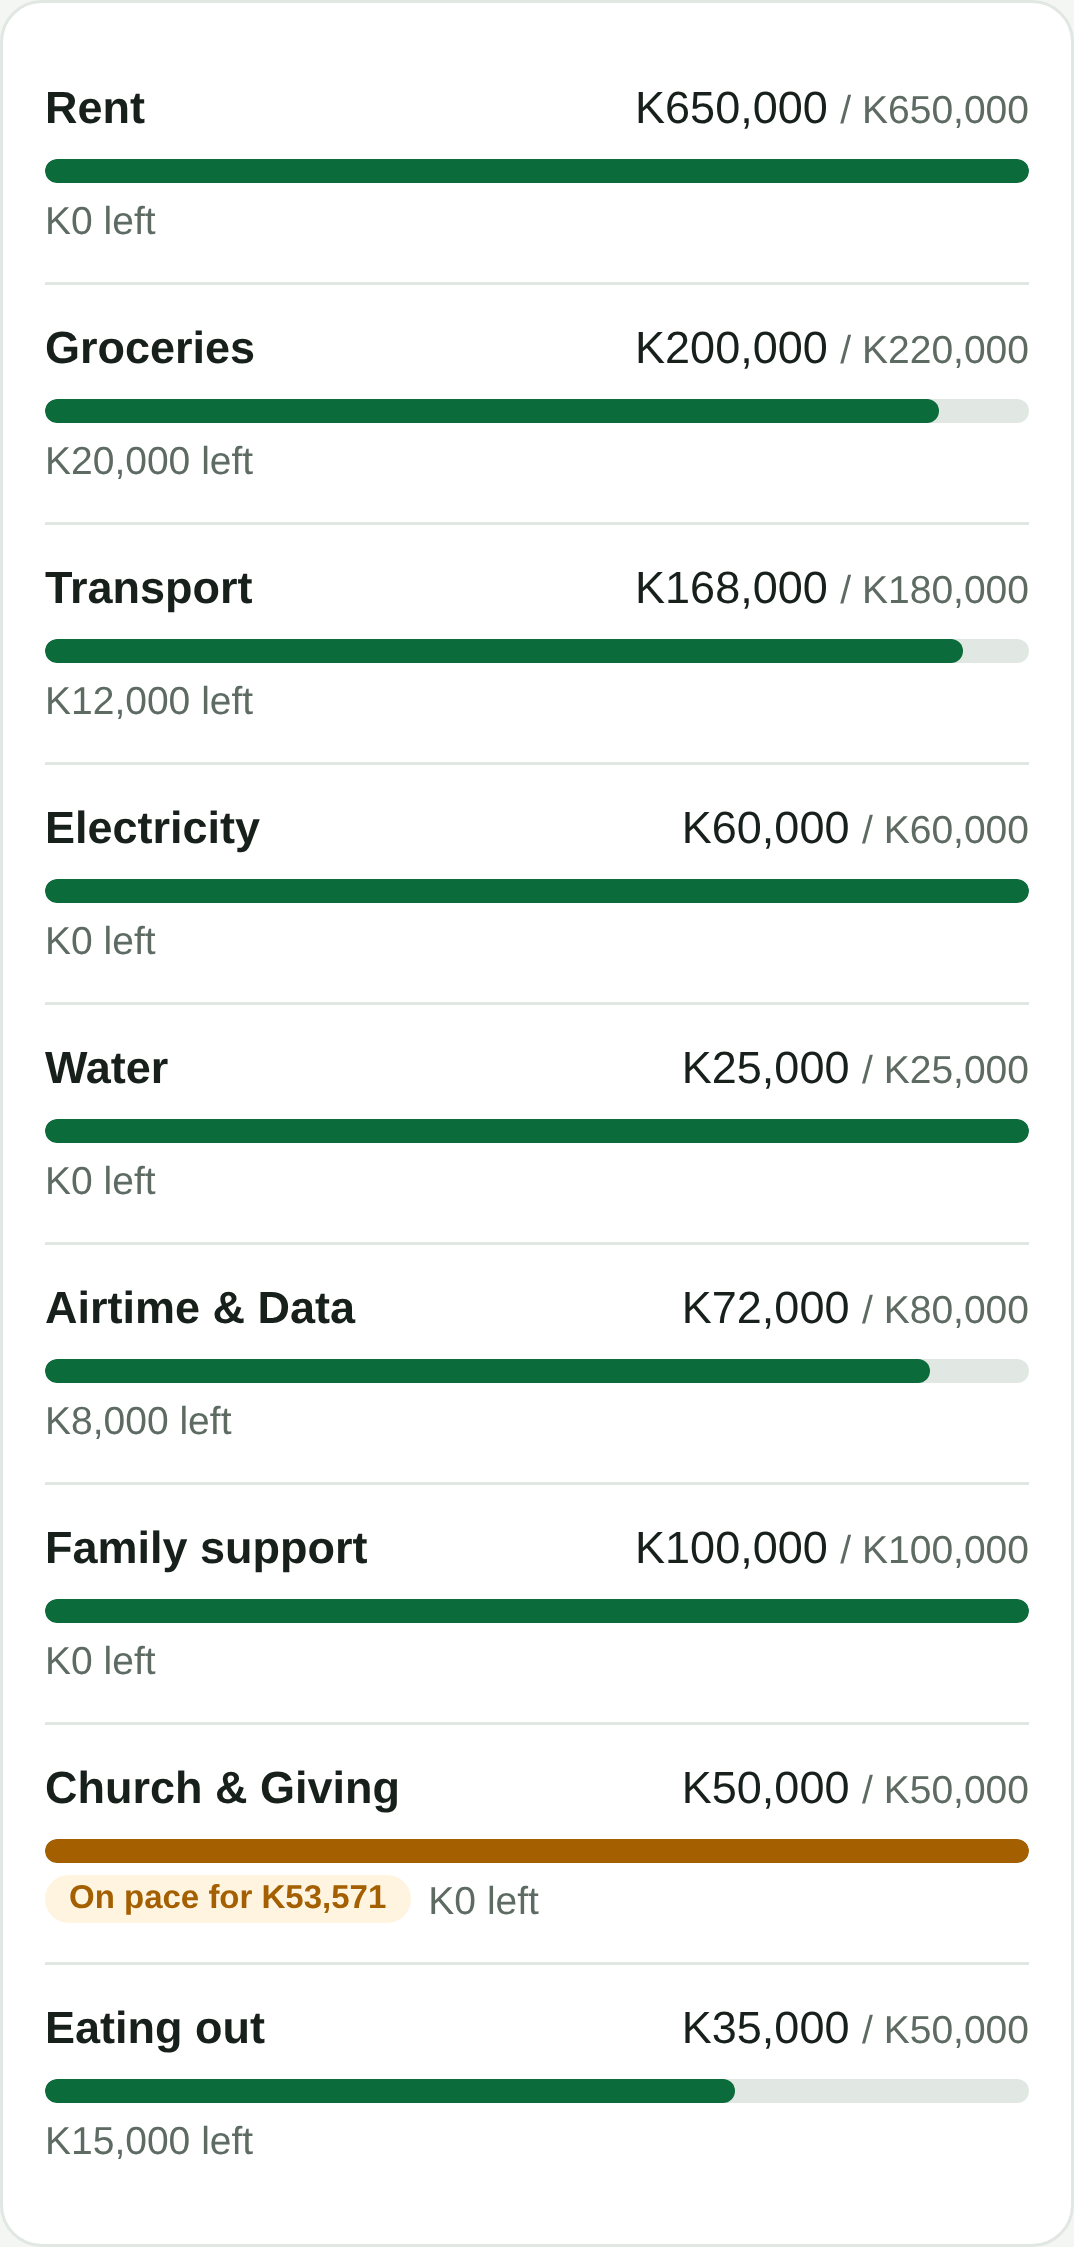 Rent K650,000 / K650,000
K0 left
Groceries K200,000 / K220,000
K20,000 left
Transport K168,000 / K180,000
K12,000 left
Electricity K60,000 / K60,000
K0 left
Water K25,000 / K25,000
K0 left
Airtime & Data K72,000 / K80,000
K8,000 left
Family support K100,000 / K100,000
K0 left
Church & Giving K50,000 / K50,000
On pace for K53,571 K0 left
Eating out K35,000 / K50,000
K15,000 left